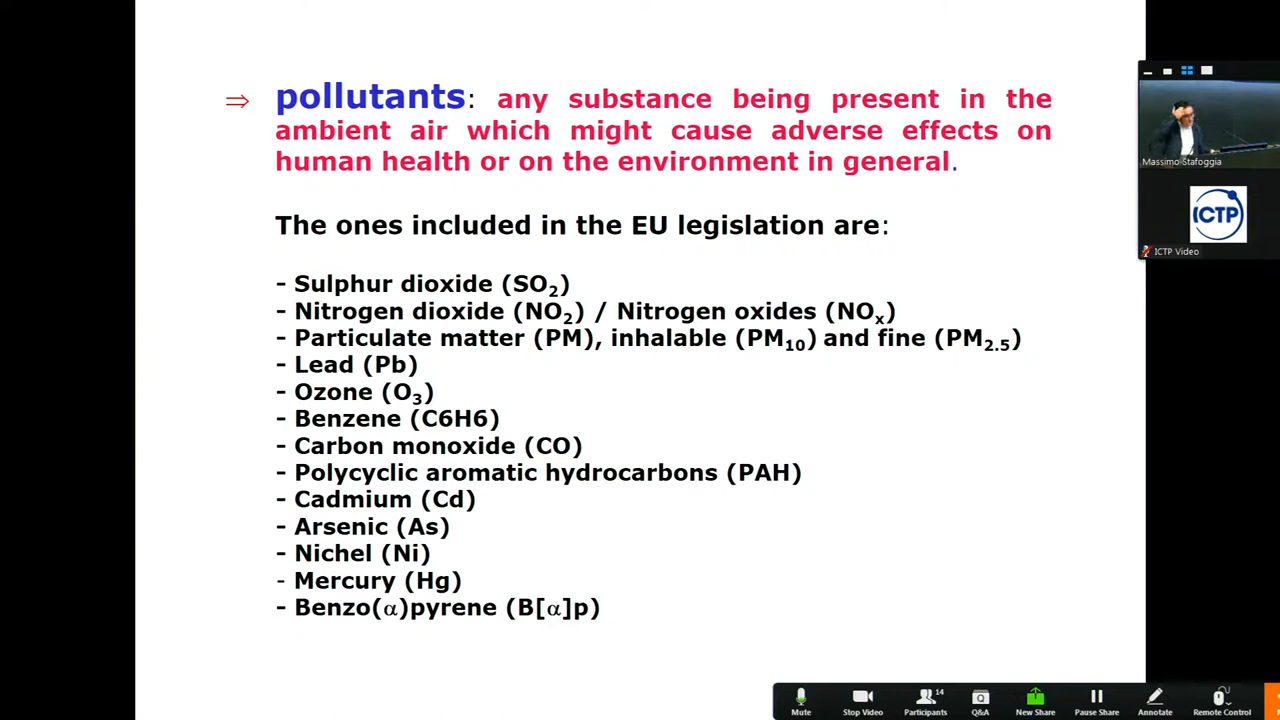 ⇒ pollutants: any substance being present in the
ambient air which might cause adverse effects on
human health or on the environment in general.
The ones included in the EU legislation are:
- Sulphur dioxide (SO₂)
- Nitrogen dioxide (NO₂) / Nitrogen oxides (NOₓ)
- Particulate matter (PM), inhalable (PM₁₀) and fine (PM₂.₅)
- Lead (Pb)
- Ozone (O₃)
- Benzene (C6H6)
- Carbon monoxide (CO)
- Polycyclic aromatic hydrocarbons (PAH)
- Cadmium (Cd)
- Arsenic (As)
- Nichel (Ni)
- Mercury (Hg)
- Benzo(α)pyrene (B[α]p)
Massimo Stafoggia
ICTP
ICTP Video
14
Mute Stop Video Participants Q&A New Share Pause Share Annotate Remote Control